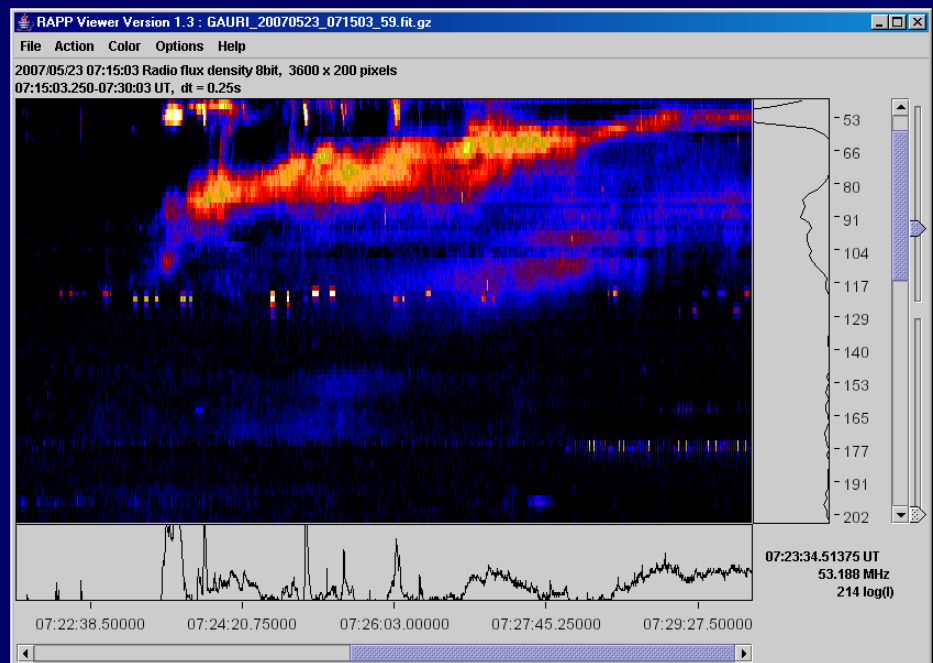 RAPP Viewer Version 1.3 : GAURI_20070523_071503_59.fit.gz
File Action Color Options Help
2007/05/23 07:15:03 Radio flux density 8bit, 3600 x 200 pixels
07:15:03.250-07:30:03 UT, dt = 0.25s
53
66
80
91
104
117
129
140
153
165
177
191
202
07:23:34.51375 UT
53.188 MHz
214 log(I)
07:22:38.50000 07:24:20.75000 07:26:03.00000 07:27:45.25000 07:29:27.50000